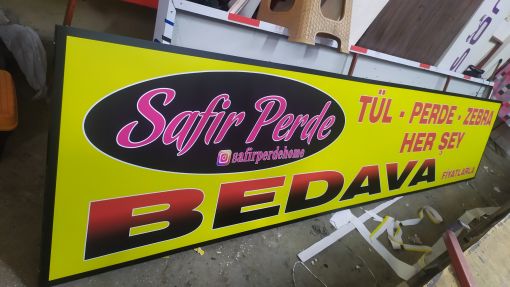 Safir Perde
safirperdehome
TÜL - PERDE - ZEBRA
HER ŞEY
BEDAVA
FİYATLARLA